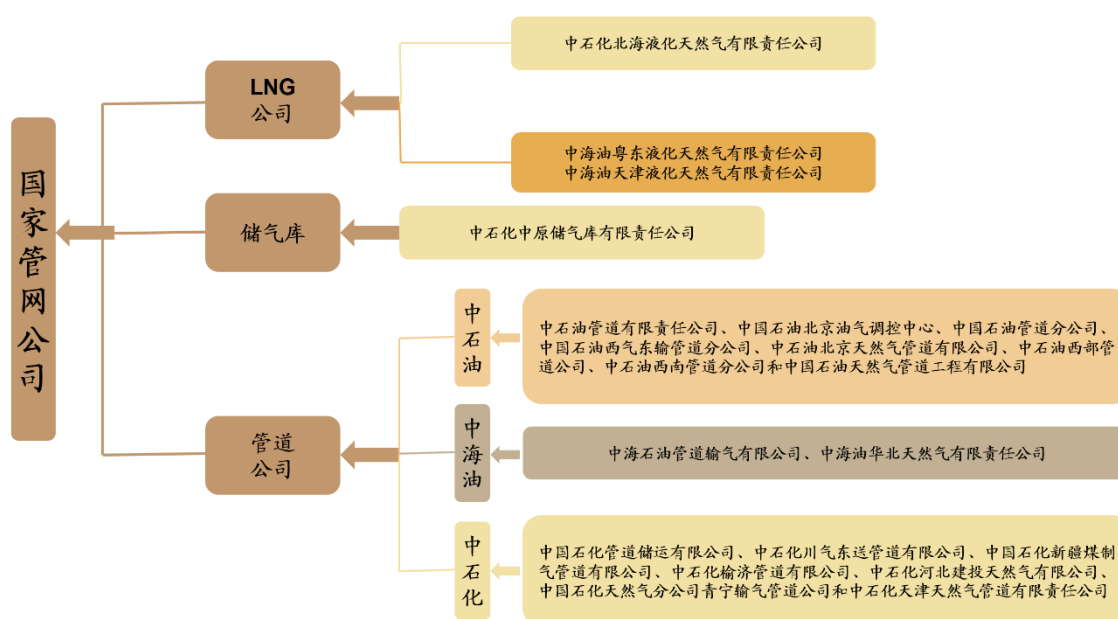 国家管网公司
LNG
公司
中石化北海液化天然气有限责任公司
中海油粤东液化天然气有限责任公司
中海油天津液化天然气有限责任公司
储气库
中石化中原储气库有限责任公司
管道
公司
中石油
中石油管道有限责任公司、中国石油北京油气调控中心、中国石油管道分公司、
中国石油西气东输管道分公司、中石油北京天然气管道有限公司、中石油西部管
道公司、中石油西南管道分公司和中国石油天然气管道工程有限公司
中海油
中海石油管道输气有限公司、中海油华北天然气有限责任公司
中石化
中国石化管道储运有限公司、中石化川气东送管道有限公司、中国石化新疆煤制
气管道有限公司、中石化榆济管道有限公司、中石化河北建投天然气有限公司、
中国石化天然气分公司青宁输气管道公司和中石化天津天然气管道有限责任公司